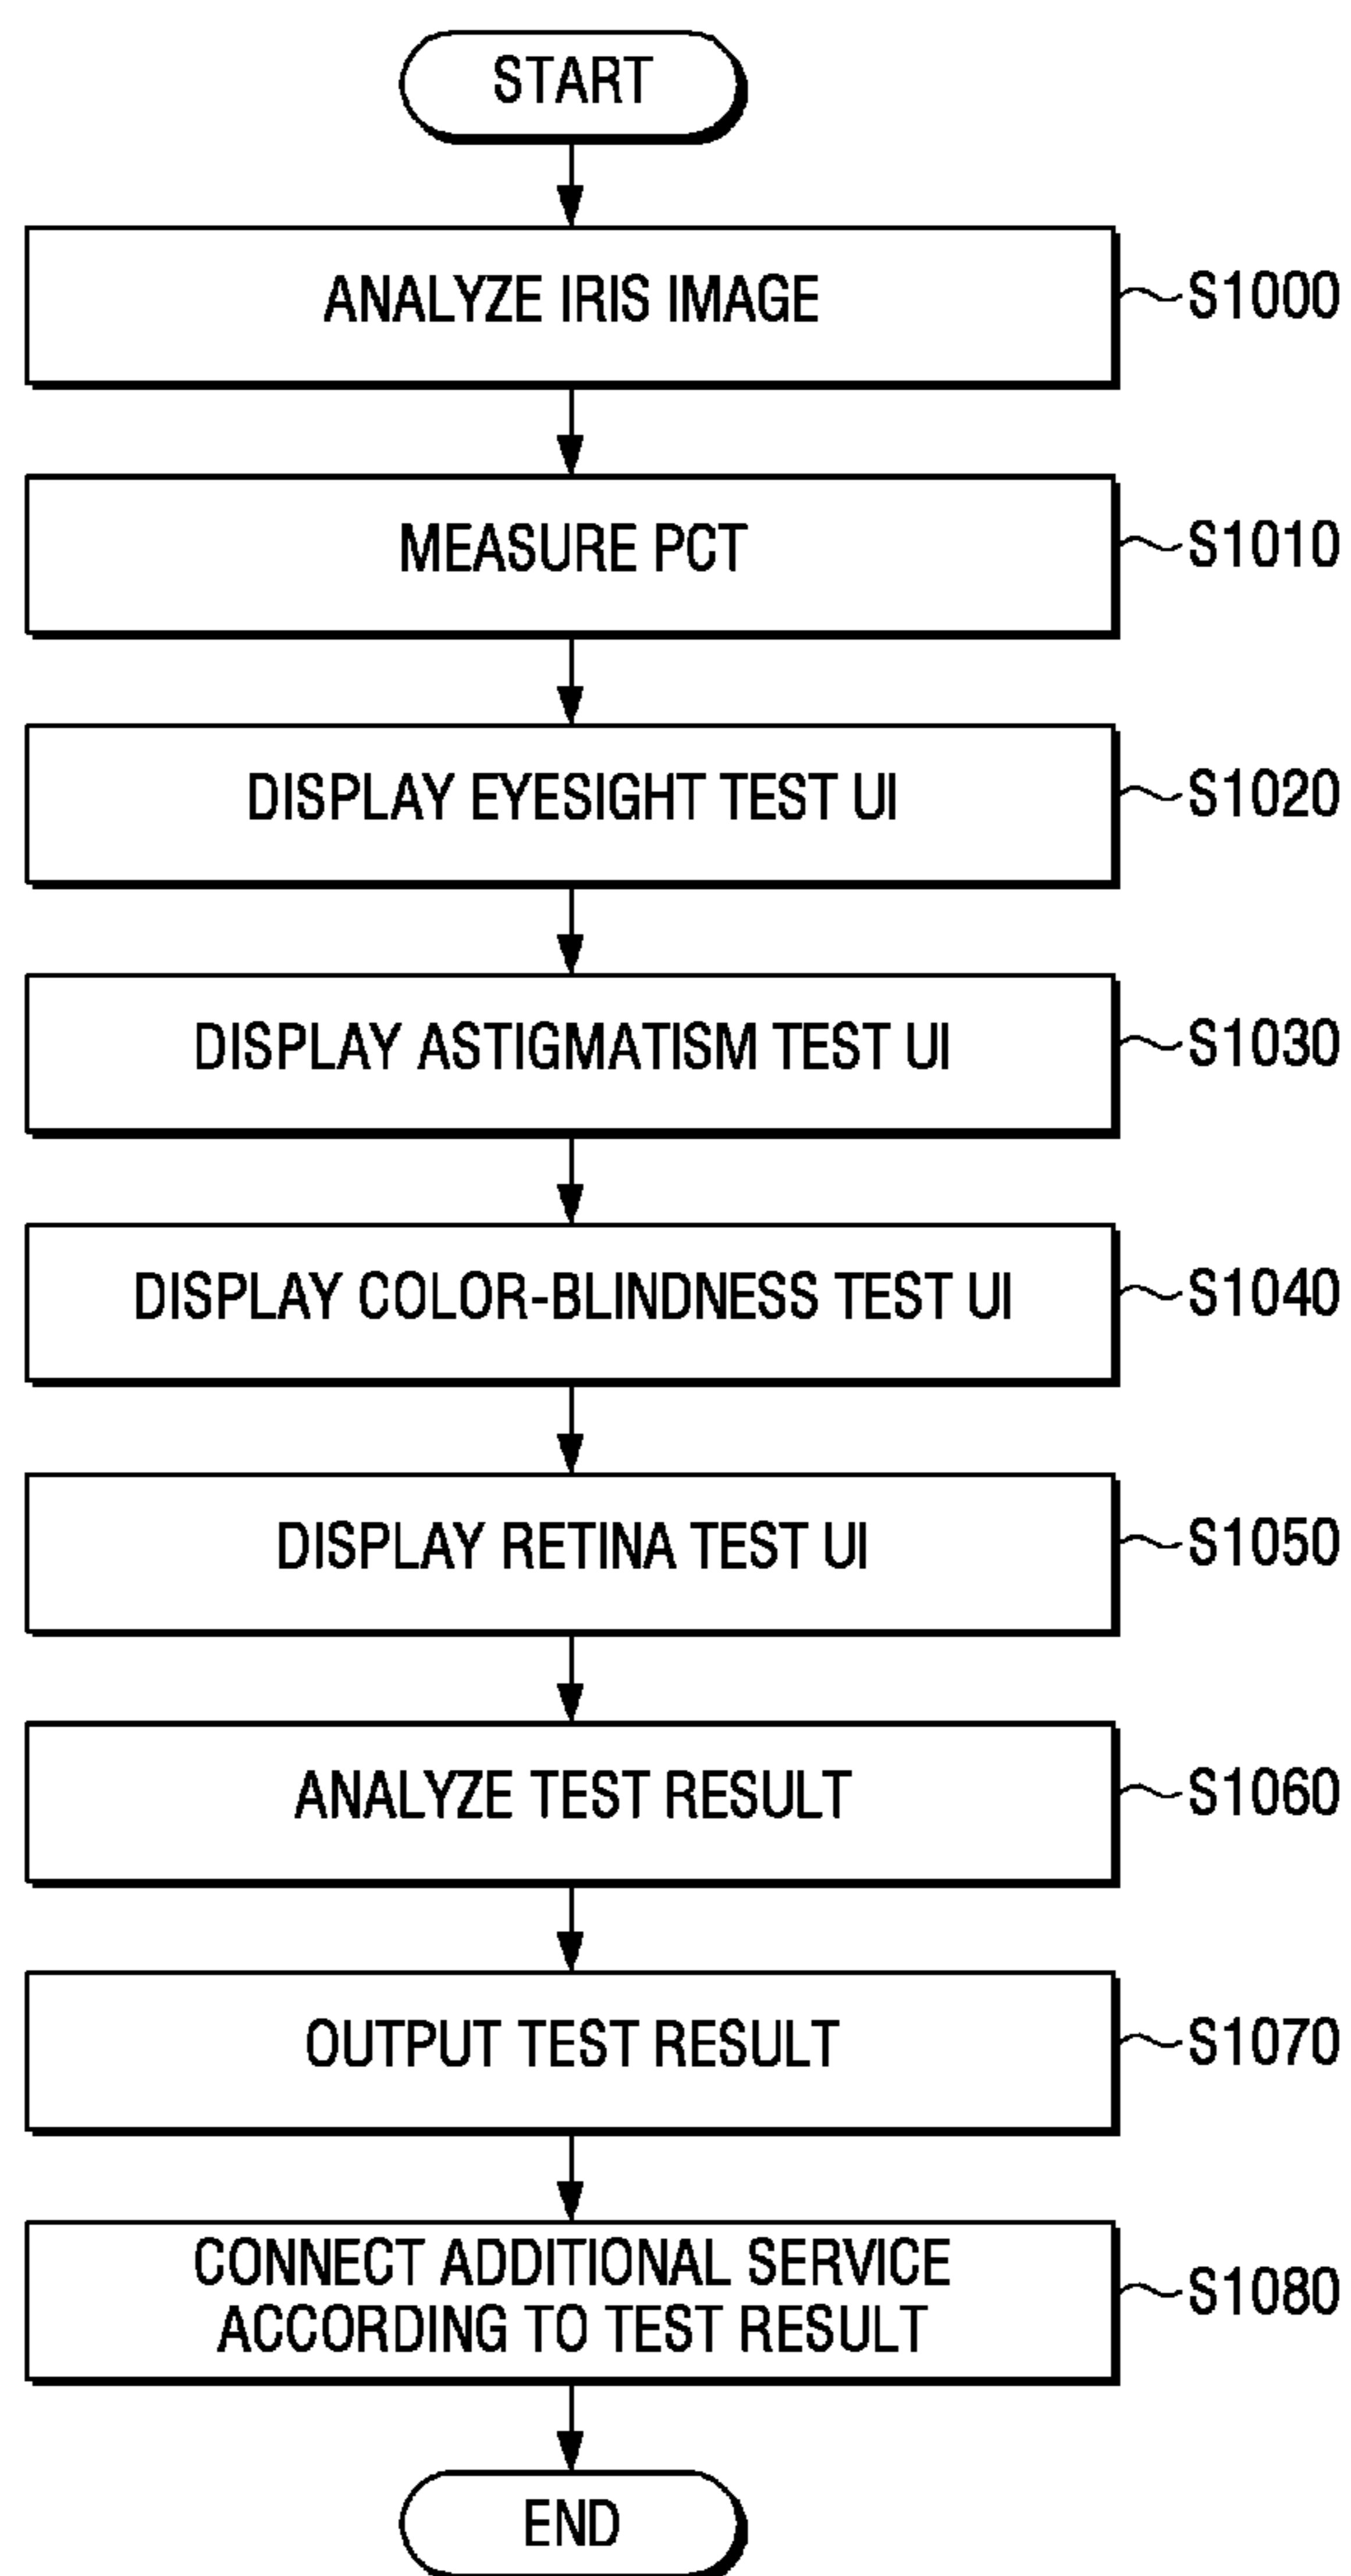 START
ANALYZE IRIS IMAGE
S1000
MEASURE PCT
S1010
DISPLAY EYESIGHT TEST UI
S1020
DISPLAY ASTIGMATISM TEST UI
S1030
DISPLAY COLOR-BLINDNESS TEST UI
S1040
DISPLAY RETINA TEST UI
S1050
ANALYZE TEST RESULT
S1060
OUTPUT TEST RESULT
S1070
CONNECT ADDITIONAL SERVICE
ACCORDING TO TEST RESULT
S1080
END